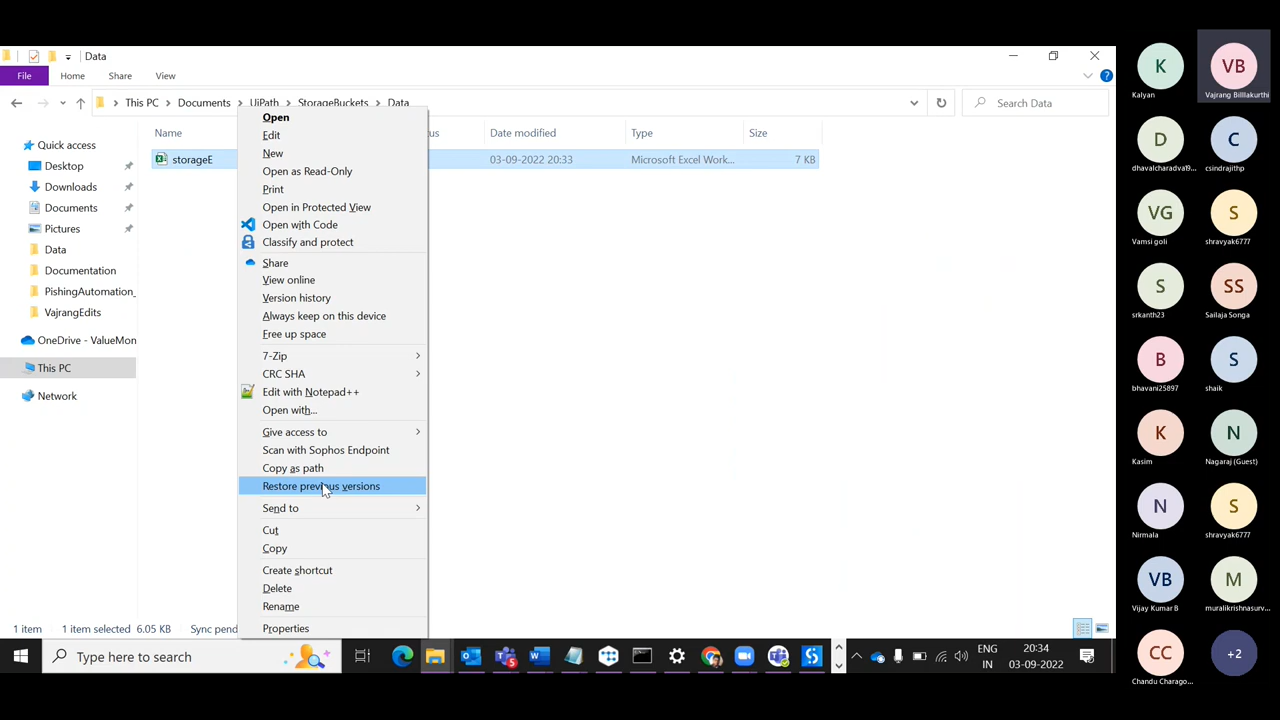 Data
File Home Share View
This PC Documents UiPath StorageBuckets Data
Search Data
Name
Date modified Type Size
storageE 03-09-2022 20:33 Microsoft Excel Work... 7 KB
Quick access
Desktop
Downloads
Documents
Pictures
Data
Documentation
PishingAutomation_
VajrangEdits
OneDrive - ValueMon
This PC
Network
Open
Edit
New
Open as Read-Only
Print
Open in Protected View
Open with Code
Classify and protect
Share
View online
Version history
Always keep on this device
Free up space
7-Zip
CRC SHA
Edit with Notepad++
Open with...
Give access to
Scan with Sophos Endpoint
Copy as path
Restore previous versions
Send to
Cut
Copy
Create shortcut
Delete
Rename
Properties
1 item 1 item selected 6.05 KB Sync pend
Type here to search
ENG
IN
20:34
03-09-2022
K VB
Kalyan Vajrang Billlakurthi
D C
dhavalcharadva19... csindrajithp
VG S
Vamsi goli shravyak6777
S SS
srkanth23 Sailaja Songa
B S
bhavani25897 shaik
K N
Kasim Nagaraj (Guest)
N S
Nirmala shravyak6777
VB M
Vijay Kumar B muralikrishnasurv...
CC +2
Chandu Charago...